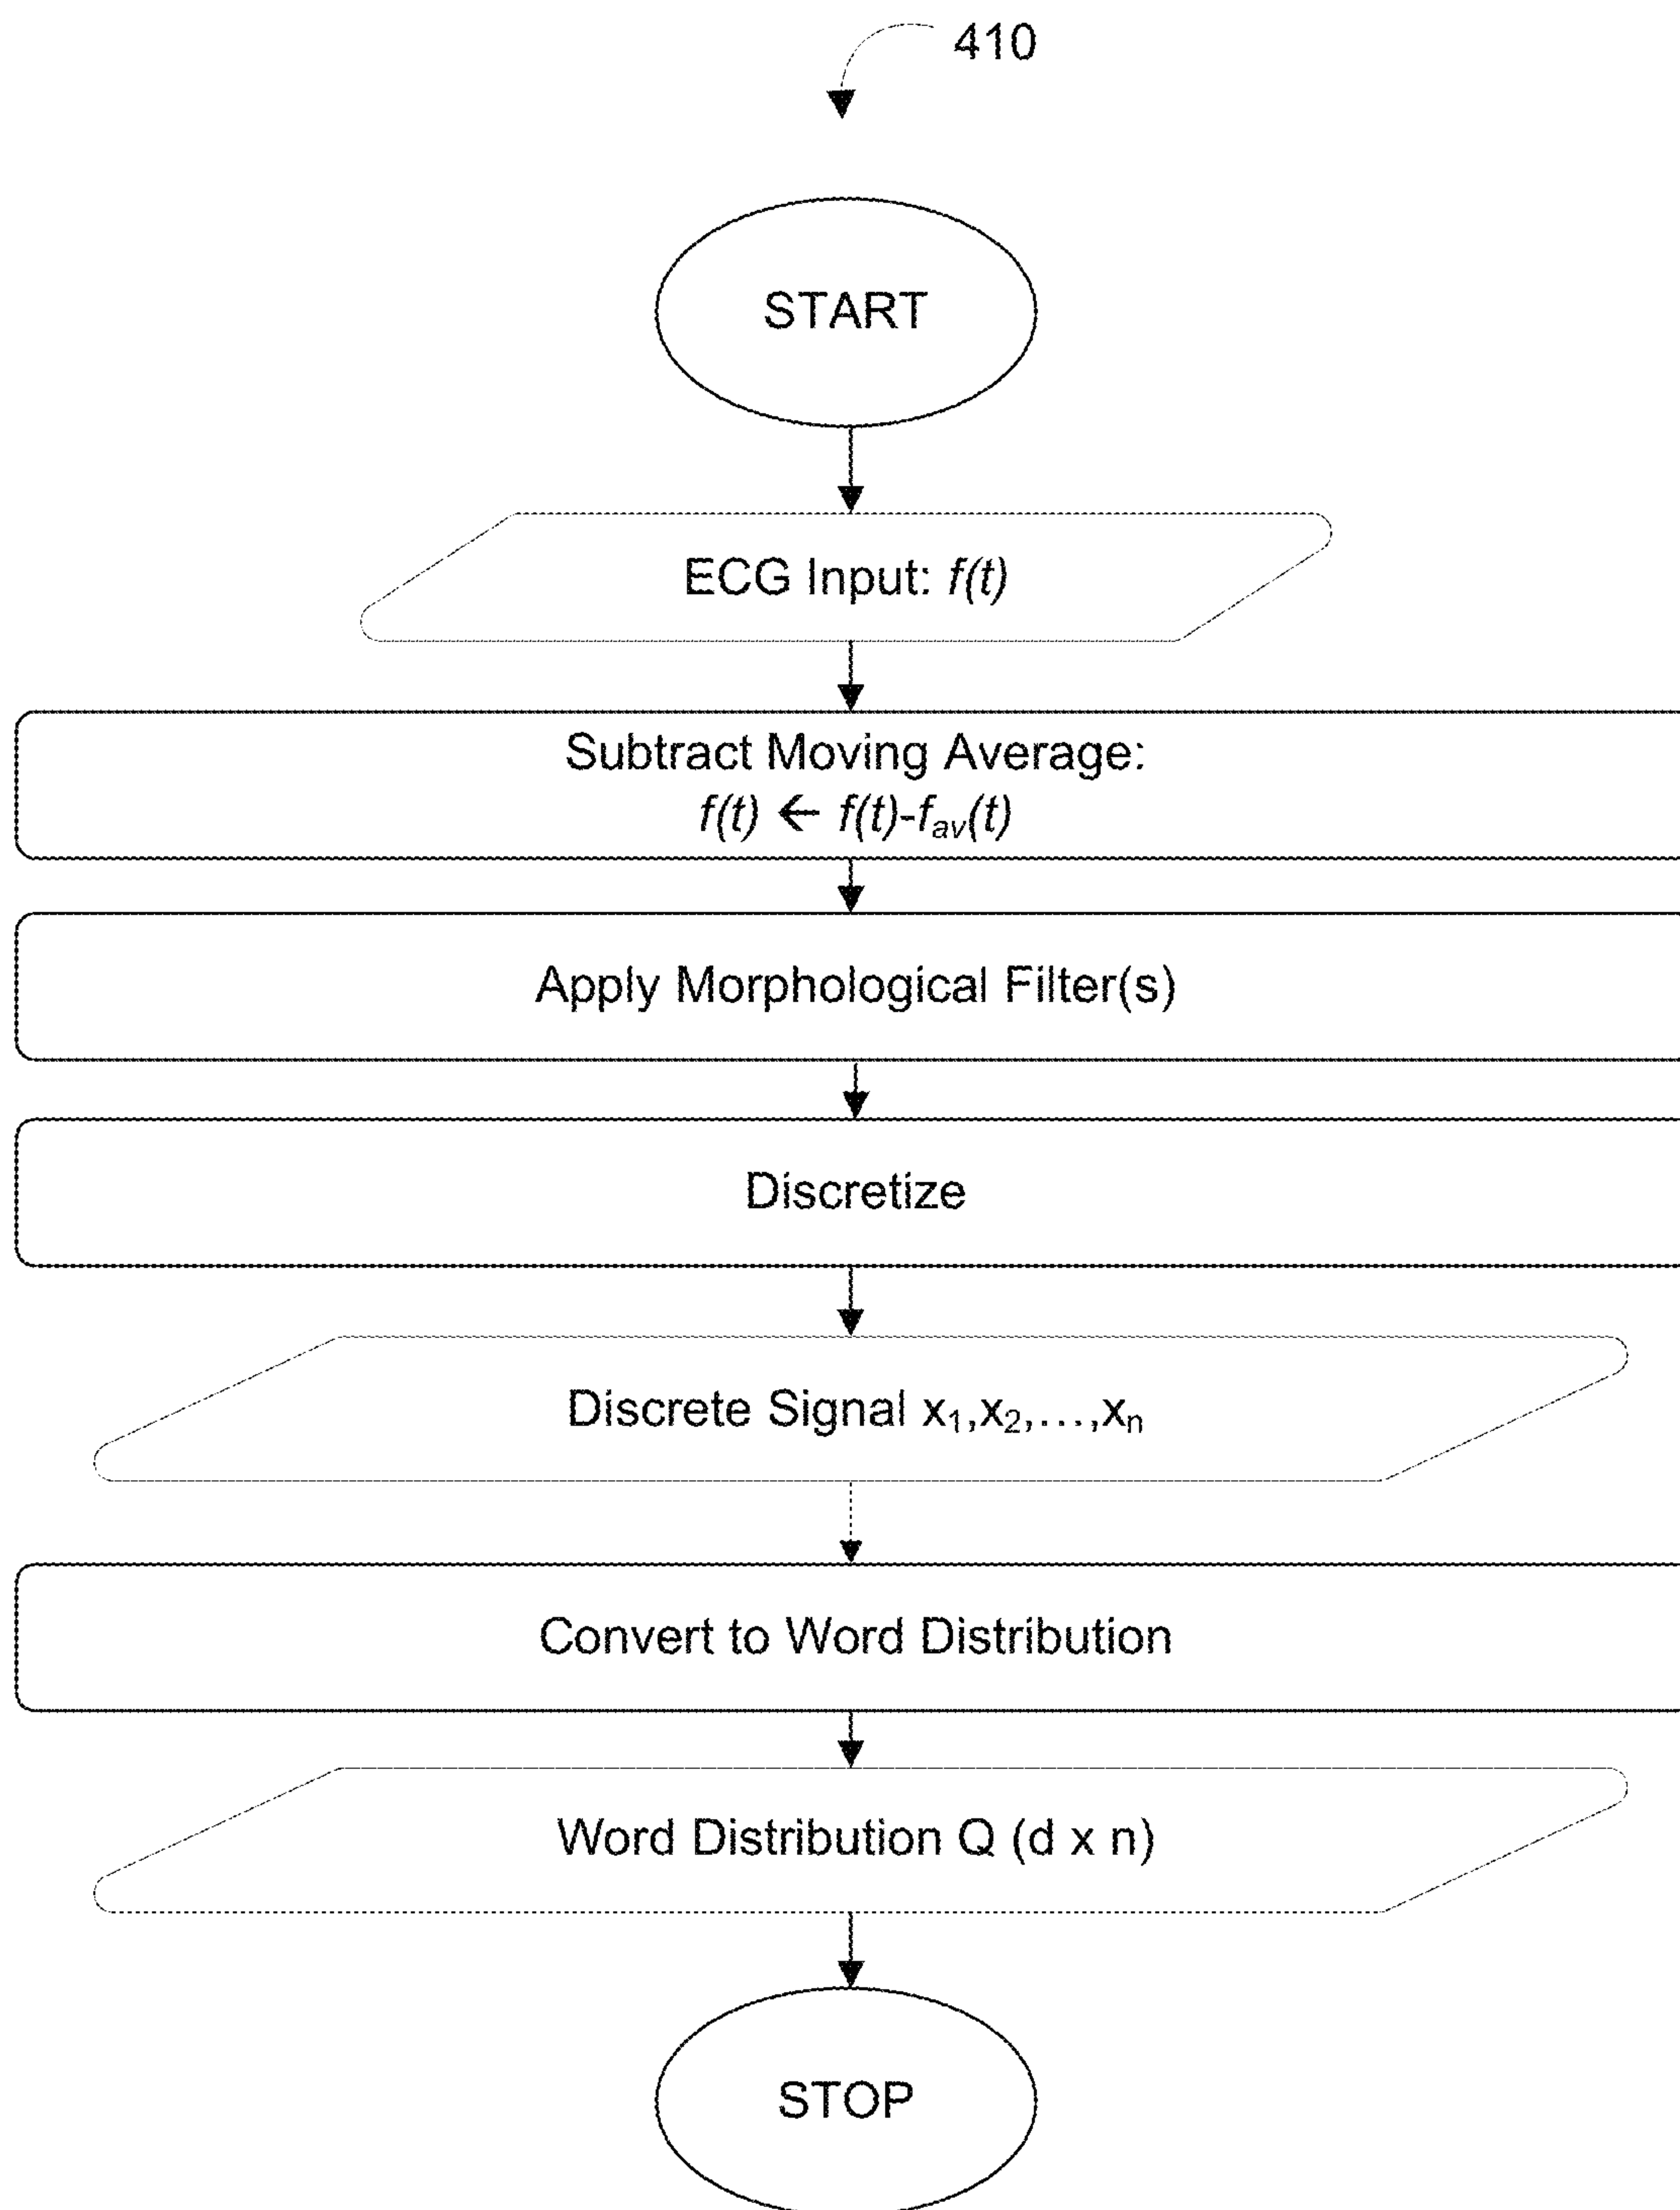 410
START
ECG Input: f(t)
Subtract Moving Average:
f(t) ← f(t)-fav(t)
Apply Morphological Filter(s)
Discretize
Discrete Signal x1,x2,...,xn
Convert to Word Distribution
Word Distribution Q (d x n)
STOP